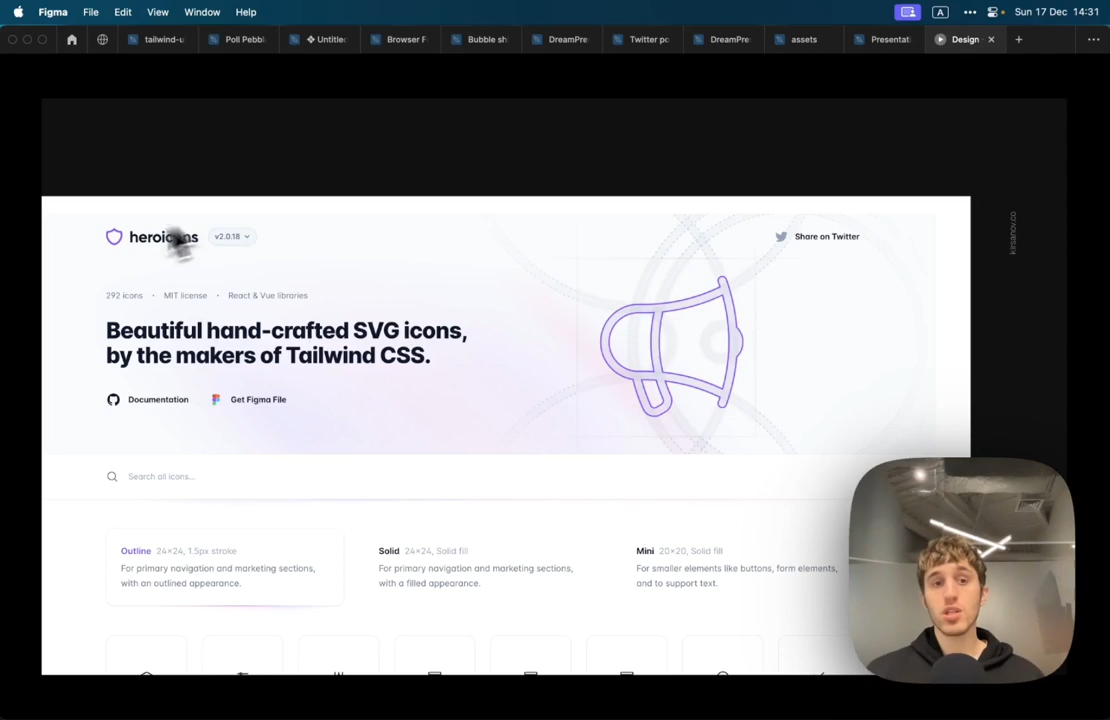 Figma File Edit View Window Help A Sun 17 Dec 14:31
tailwind-u Poll Pebbl Untitled Browser F Bubble sh DreamPre Twitter po DreamPre assets Presentati Design
kirsanov.co
heroicons v2.0.18 Share on Twitter
292 icons · MIT license · React & Vue libraries
Beautiful hand-crafted SVG icons,
by the makers of Tailwind CSS.
Documentation Get Figma File
Search all icons...
Outline 24×24, 1.5px stroke
For primary navigation and marketing sections,
with an outlined appearance.
Solid 24×24, Solid fill
For primary navigation and marketing sections,
with a filled appearance.
Mini 20×20, Solid fill
For smaller elements like buttons, form elements,
and to support text.